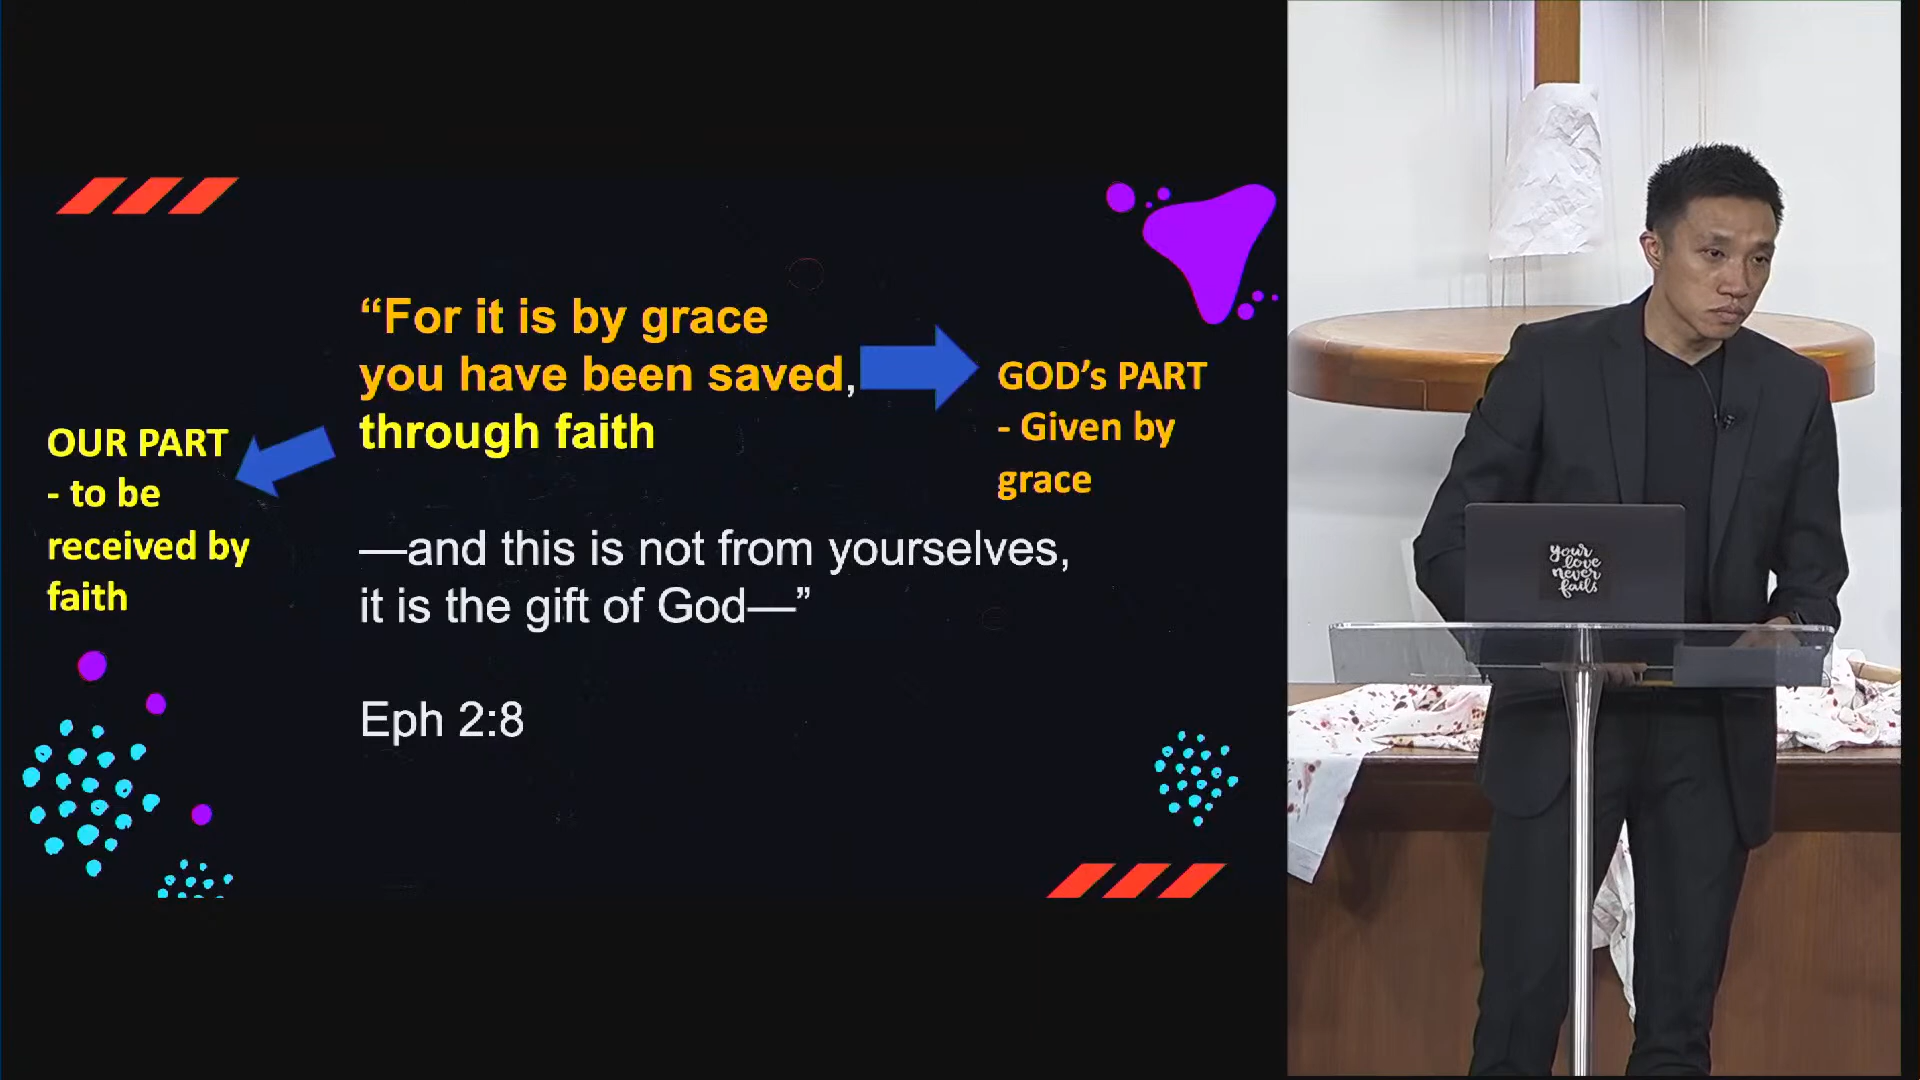 “For it is by grace
you have been saved,
through faith
GOD’s PART
- Given by
grace
OUR PART
- to be
received by
faith
—and this is not from yourselves,
it is the gift of God—”
Eph 2:8
your
love
never
fails